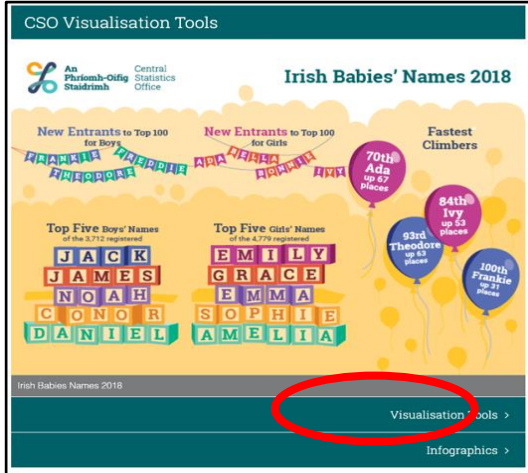 CSO Visualisation Tools
An
Phríomh-Oifig
Staidrimh
Central
Statistics
Office
Irish Babies' Names 2018
New Entrants to Top 100
for Boys
FRANKIE FREDDIE
THEODORE
New Entrants to Top 100
for Girls
ADA RELLA
BONNIE IVY
Fastest
Climbers
70th
Ada
up 67
places
84th
Ivy
up 53
places
93rd
Theodore
up 63
places
100th
Frankie
up 31
places
Top Five Boys' Names
of the 3,712 registered
JACK
JAMES
NOAH
CONOR
DANIEL
Top Five Girls' Names
of the 4,779 registered
EMILY
GRACE
EMMA
SOPHIE
AMELIA
Irish Babies Names 2018
Visualisation Tools >
Infographics >